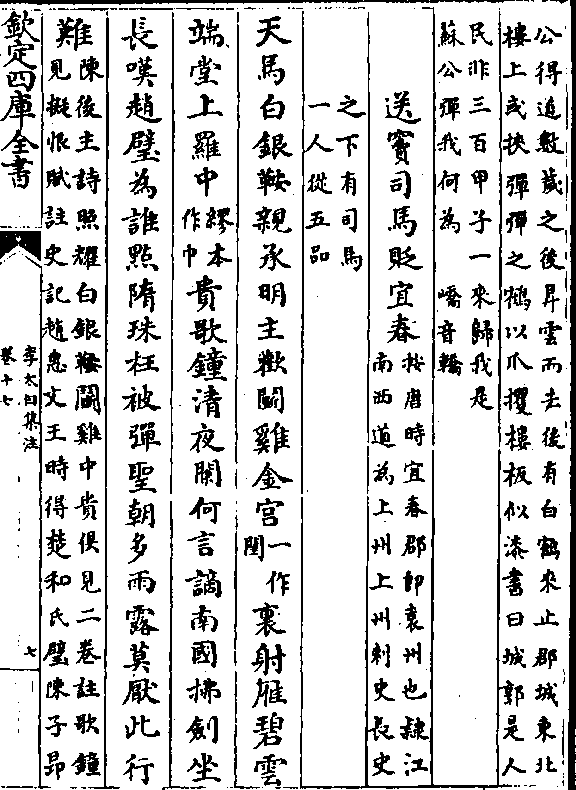 公得道數歲之後昇雲而去後有白鶴來止郡城東北
樓上或挾彈彈之鶴以爪攫樓板似漆書曰城郭是人
民非三百甲子一來歸我是
蘇公彈我何為　嶠音轎
送竇司馬貶宜春
按唐時宜春郡即袁州也隸江
南西道為上州上州刺史長史
之下有司馬
一人從五品
天馬白銀鞍親承明主歡鬭雞金宮
一作
閨
裏射雁碧雲
端堂上羅中
繆本
作巾
貴歌鐘清夜闌何言謫南國拂劍坐
長嘆趙璧為誰點隋珠枉被彈聖朝多雨露莫厭此行
難
陳後主詩照耀白銀鞍鬭雞中貴俱見二卷註歌鐘
見擬恨賦註史記趙惠文王時得楚和氏璧陳子昂
欽定四庫全書
李太白集注
卷十七
七